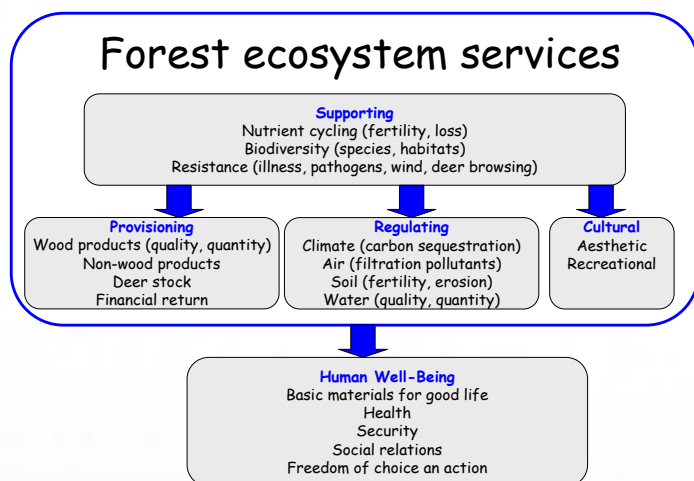 Forest ecosystem services
Supporting
Nutrient cycling (fertility, loss)
Biodiversity (species, habitats)
Resistance (illness, pathogens, wind, deer browsing)
Provisioning
Wood products (quality, quantity)
Non-wood products
Deer stock
Financial return
Regulating
Climate (carbon sequestration)
Air (filtration pollutants)
Soil (fertility, erosion)
Water (quality, quantity)
Cultural
Aesthetic
Recreational
Human Well-Being
Basic materials for good life
Health
Security
Social relations
Freedom of choice an action